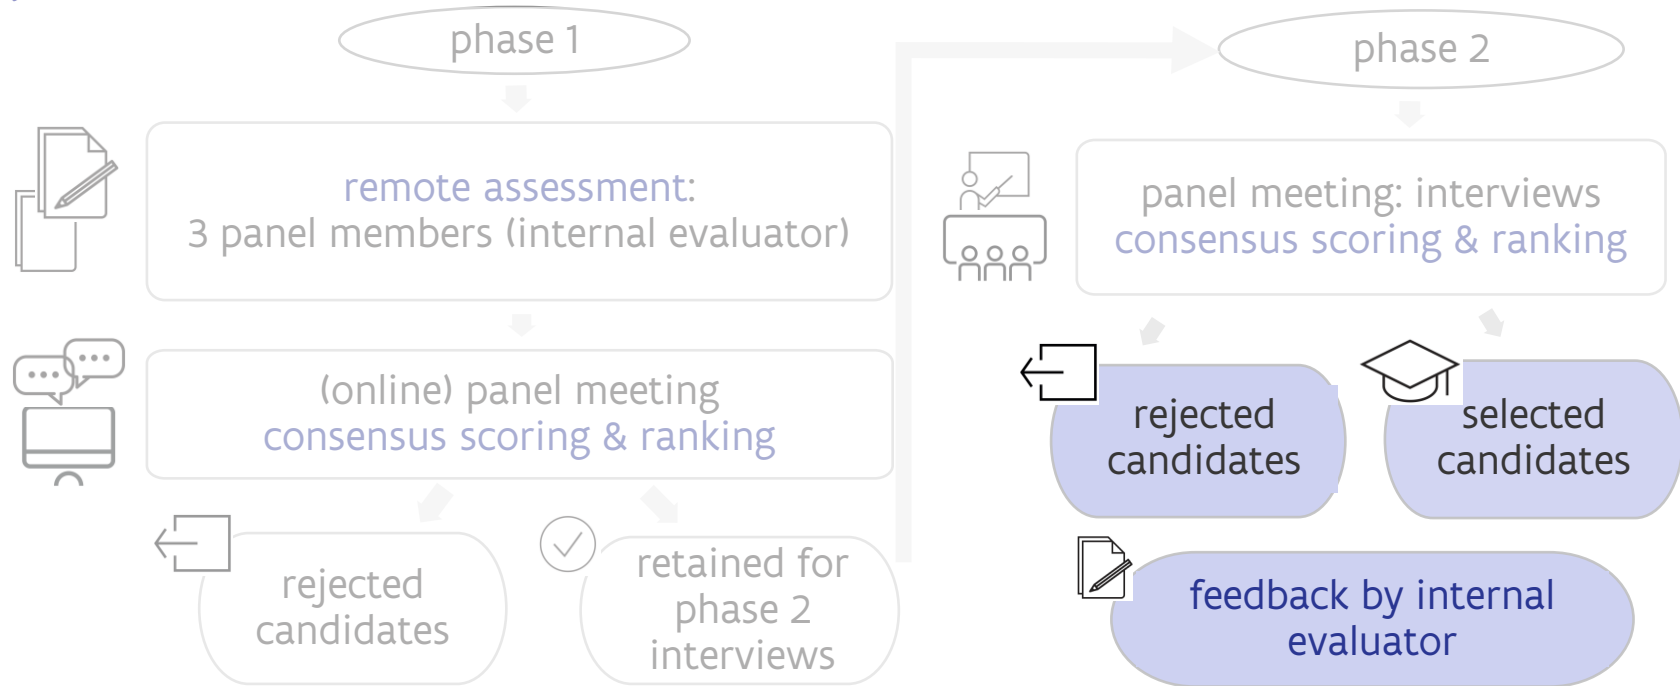 phase 1
remote assessment:
3 panel members (internal evaluator)
(online) panel meeting
consensus scoring & ranking
rejected
candidates
retained for
phase 2
interviews
phase 2
panel meeting: interviews
consensus scoring & ranking
rejected
candidates
selected
candidates
feedback by internal
evaluator